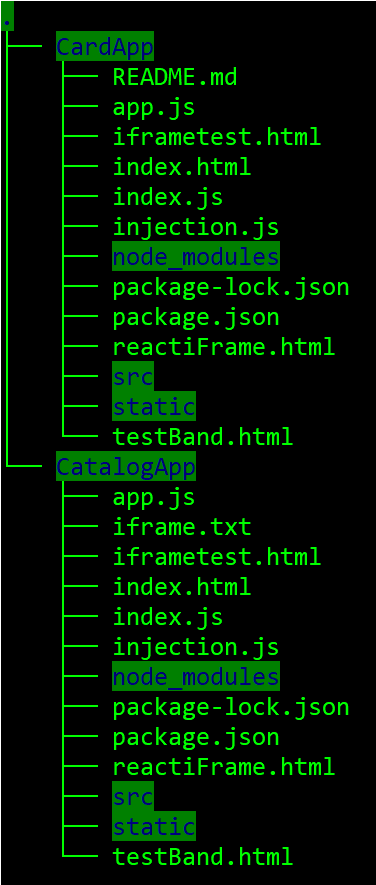 .
CardApp
README.md
app.js
iframetest.html
index.html
index.js
injection.js
node_modules
package-lock.json
package.json
reactiFrame.html
src
static
testBand.html
CatalogApp
app.js
iframe.txt
iframetest.html
index.html
index.js
injection.js
node_modules
package-lock.json
package.json
reactiFrame.html
src
static
testBand.html